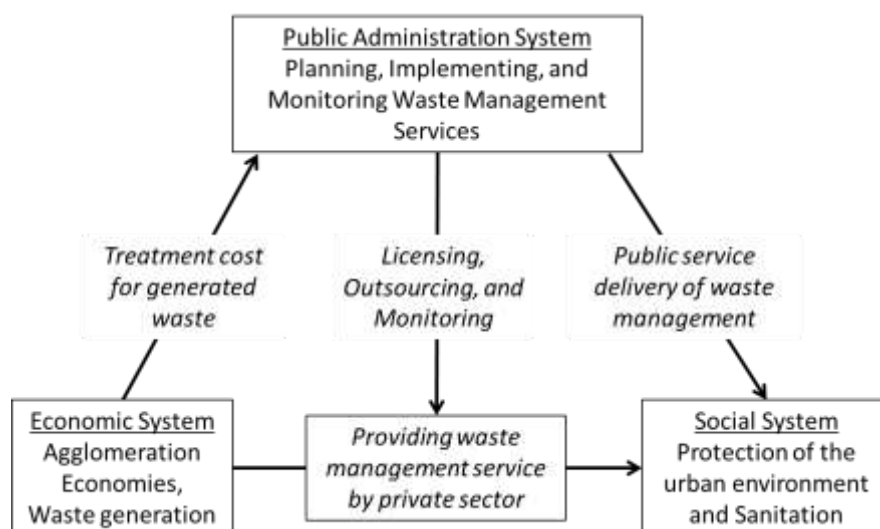 Public Administration System
Planning, Implementing, and
Monitoring Waste Management
Services
Treatment cost
for generated
waste
Licensing,
Outsourcing, and
Monitoring
Public service
delivery of waste
management
Economic System
Agglomeration
Economies,
Waste generation
Providing waste
management service
by private sector
Social System
Protection of the
urban environment
and Sanitation